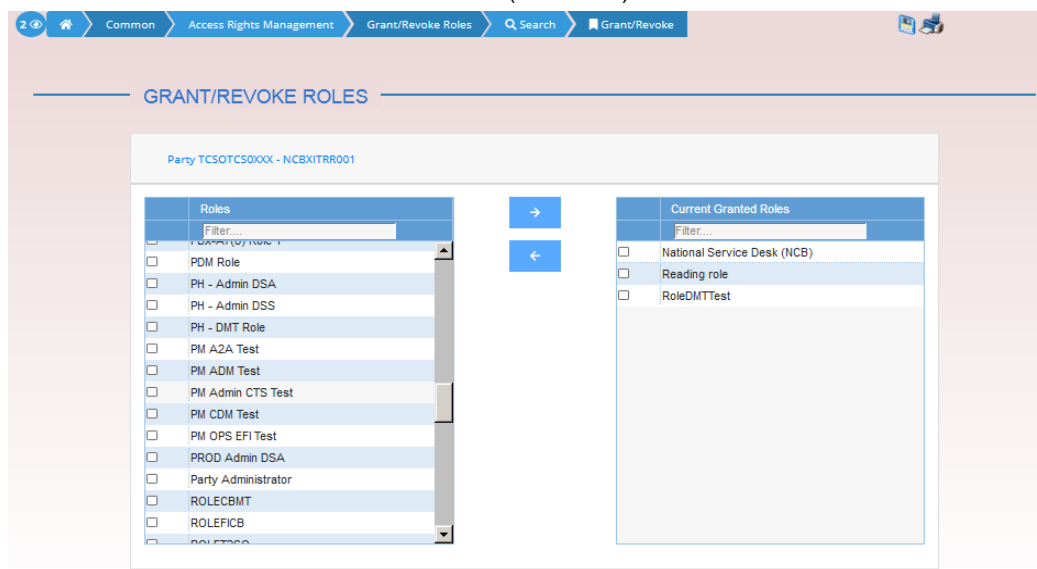 2
Common
Access Rights Management
Grant/Revoke Roles
Search
Grant/Revoke
GRANT/REVOKE ROLES
Party TCSOTCS0XXX - NCBXITRR001
Roles
Filter....
PDM Role
PH - Admin DSA
PH - Admin DSS
PH - DMT Role
PM A2A Test
PM ADM Test
PM Admin CTS Test
PM CDM Test
PM OPS EFI Test
PROD Admin DSA
Party Administrator
ROLECBMT
ROLEFICB
Current Granted Roles
Filter....
National Service Desk (NCB)
Reading role
RoleDMTTest